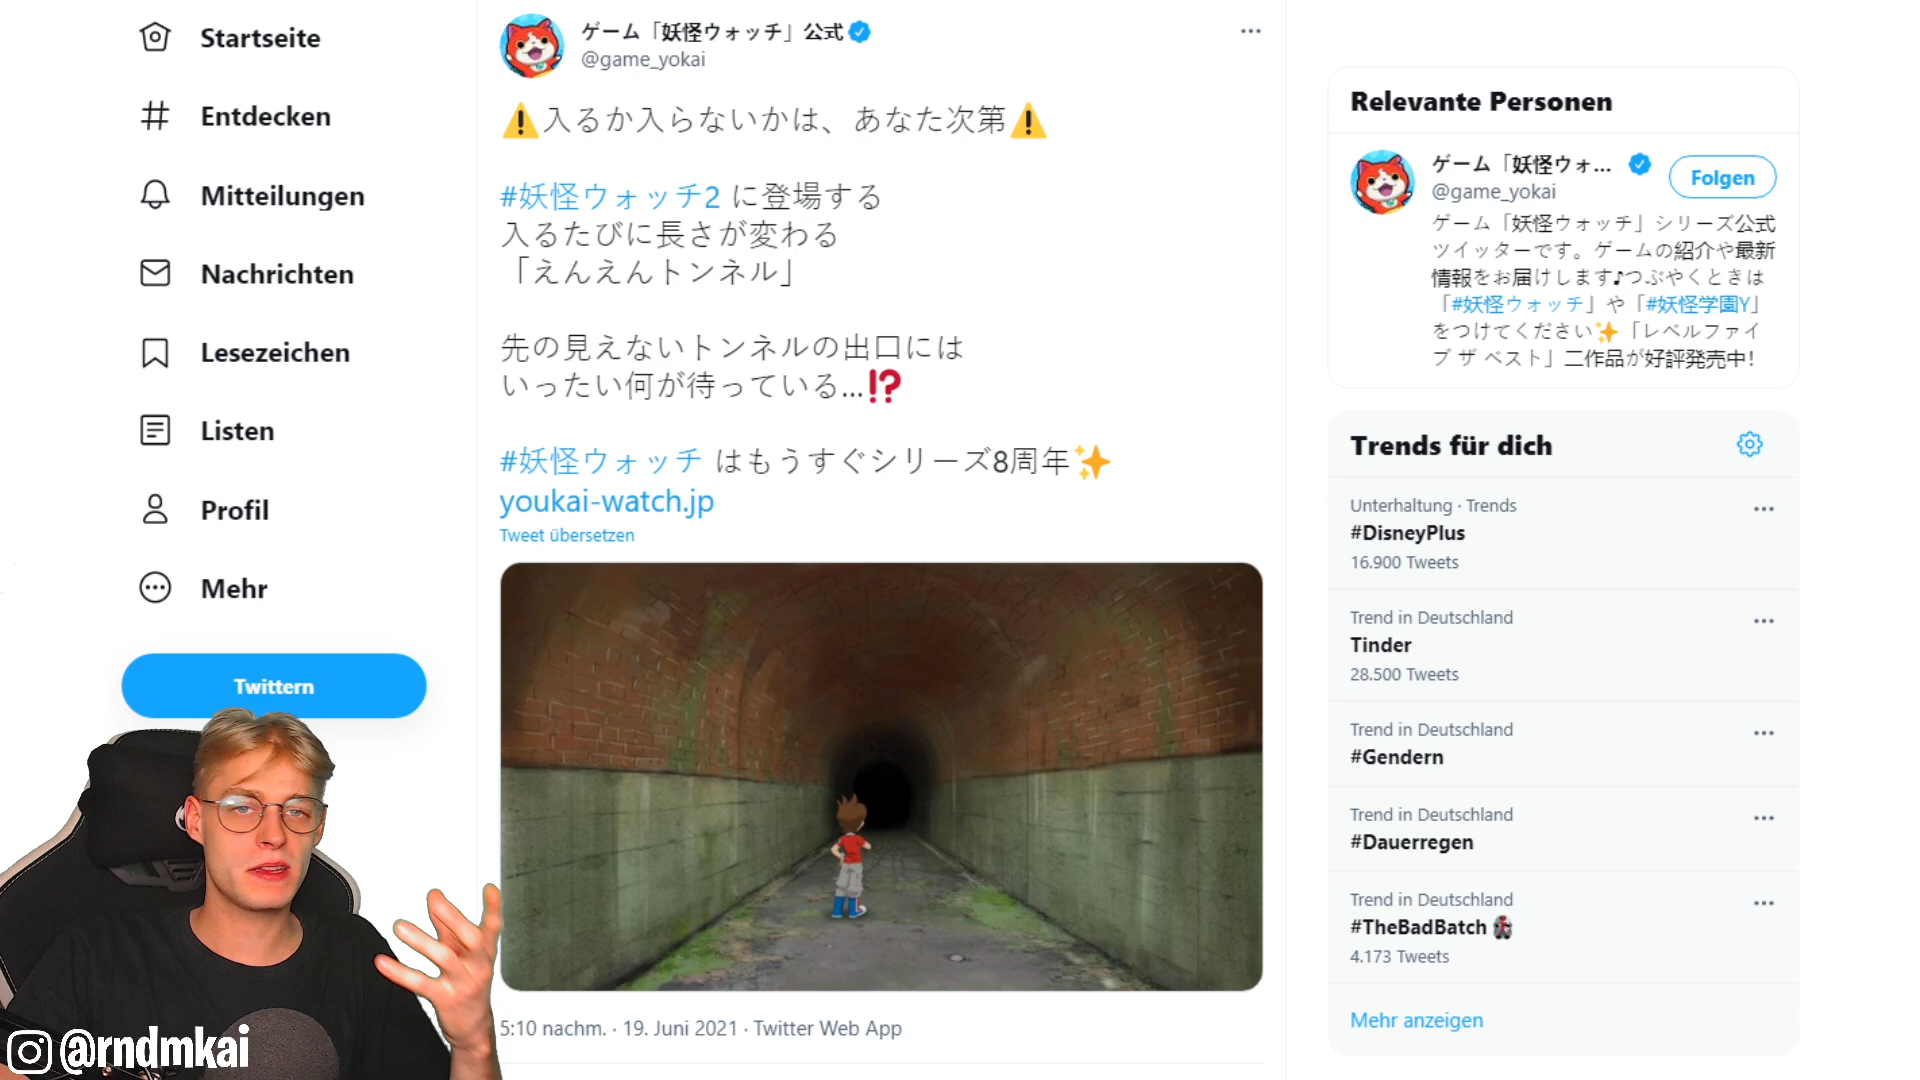 Startseite
Entdecken
Mitteilungen
Nachrichten
Lesezeichen
Listen
Profil
Mehr
Twittern
ゲーム「妖怪ウォッチ」公式
@game_yokai
⚠️入るか入らないかは、あなた次第⚠️
#妖怪ウォッチ2 に登場する
入るたびに長さが変わる
「えんえんトンネル」
先の見えないトンネルの出口には
いったい何が待っている...⁉️
#妖怪ウォッチ はもうすぐシリーズ8周年✨
youkai-watch.jp
Tweet übersetzen
5:10 nachm. · 19. Juni 2021 · Twitter Web App
Relevante Personen
ゲーム「妖怪ウォ...
@game_yokai
Folgen
ゲーム「妖怪ウォッチ」シリーズ公式
ツイッターです。ゲームの紹介や最新
情報をお届けします♪つぶやくときは
「#妖怪ウォッチ」や「#妖怪学園Y」
をつけてください✨「レベルファイ
ブ ザ ベスト」二作品が好評発売中!
Trends für dich
Unterhaltung · Trends
#DisneyPlus
16.900 Tweets
Trend in Deutschland
Tinder
28.500 Tweets
Trend in Deutschland
#Gendern
Trend in Deutschland
#Dauerregen
Trend in Deutschland
#TheBadBatch
4.173 Tweets
Mehr anzeigen
@rndmkai